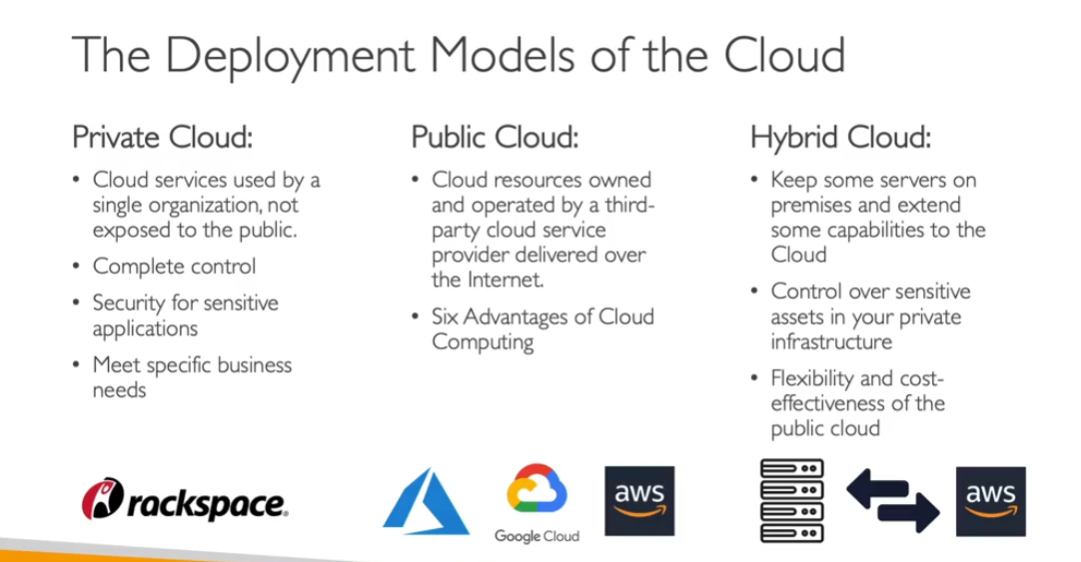 The Deployment Models of the Cloud
Private Cloud:
• Cloud services used by a
single organization, not
exposed to the public.
• Complete control
• Security for sensitive
applications
• Meet specific business
needs
rackspace.
Public Cloud:
• Cloud resources owned
and operated by a third-
party cloud service
provider delivered over
the Internet.
• Six Advantages of Cloud
Computing
Google Cloud
aws
Hybrid Cloud:
• Keep some servers on
premises and extend
some capabilities to the
Cloud
• Control over sensitive
assets in your private
infrastructure
• Flexibility and cost-
effectiveness of the
public cloud
aws